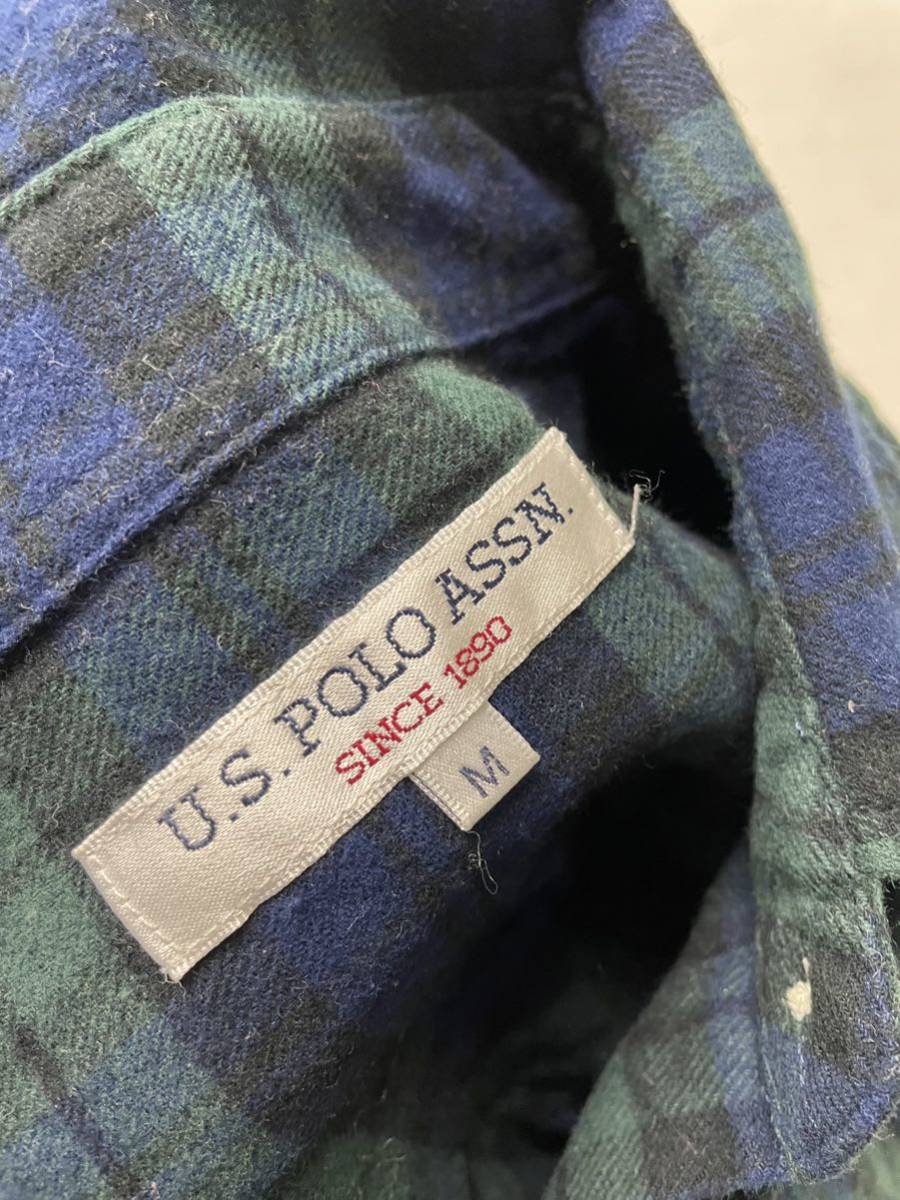 U.S. POLO ASSN.
SINCE 1890
M